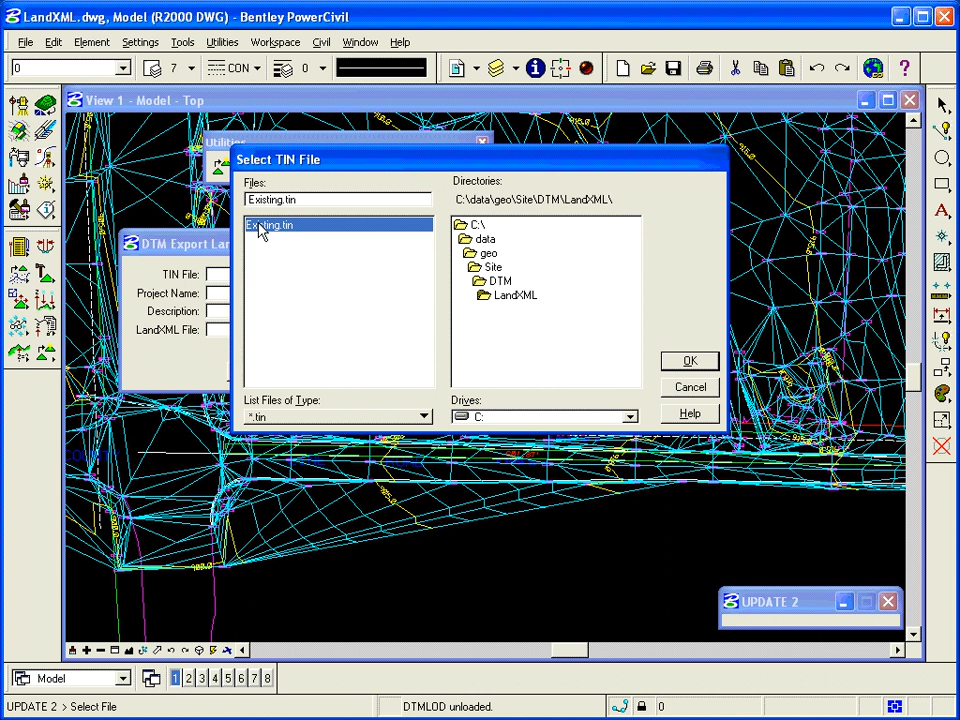 LandXML.dwg, Model (R2000 DWG) - Bentley PowerCivil
File Edit Element Settings Tools Utilities Workspace Civil Window Help
0 7 CON 0
View 1 - Model - Top
Utilities
Select TIN File
Files:
Existing.tin
Directories:
C:\data\geo\Site\DTM\LandXML\
Existing.tin
C:\
data
geo
Site
DTM
LandXML
DTM Export Lan
TIN File:
Project Name:
Description:
LandXML File:
OK
Cancel
Help
List Files of Type:
*.tin
Drives:
C:
UPDATE 2
Model 1 2 3 4 5 6 7 8
UPDATE 2 > Select File DTMLOD unloaded. 0